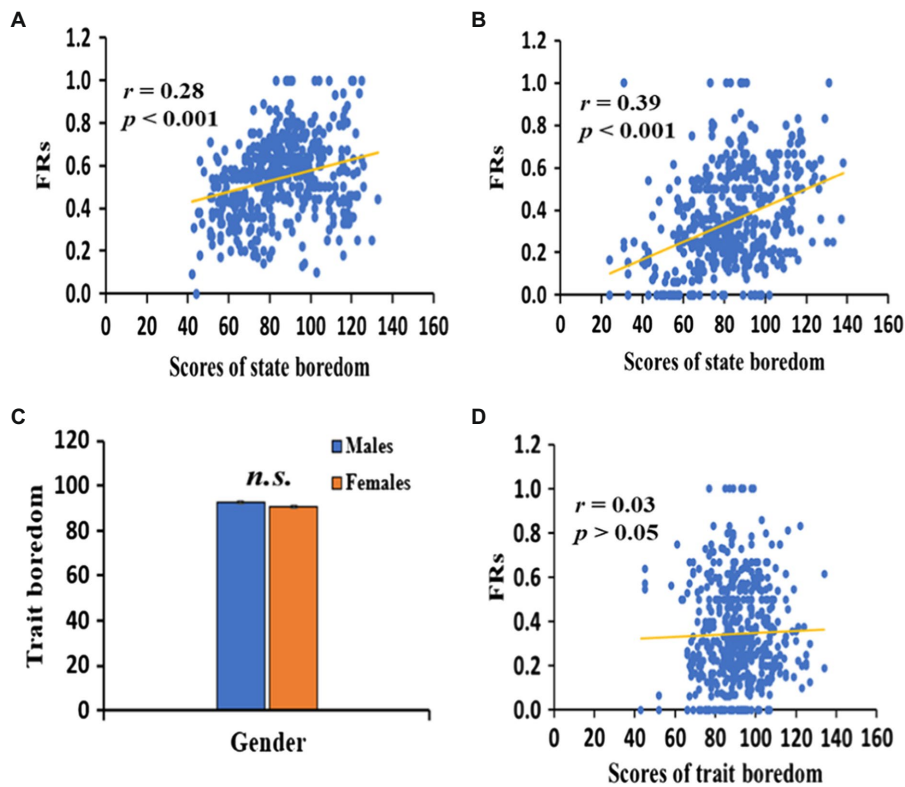 A
1.2
1.0
0.8
0.6
0.4
0.2
0.0
FRs
r = 0.28
p < 0.001
0 20 40 60 80 100 120 140 160
Scores of state boredom
B
1.2
1.0
0.8
0.6
0.4
0.2
0.0
FRs
r = 0.39
p < 0.001
0 20 40 60 80 100 120 140 160
Scores of state boredom
C
120
100
80
60
40
20
0
Trait boredom
n.s.
Males
Females
Gender
D
1.2
1.0
0.8
0.6
0.4
0.2
0.0
FRs
r = 0.03
p > 0.05
0 20 40 60 80 100 120 140 160
Scores of trait boredom